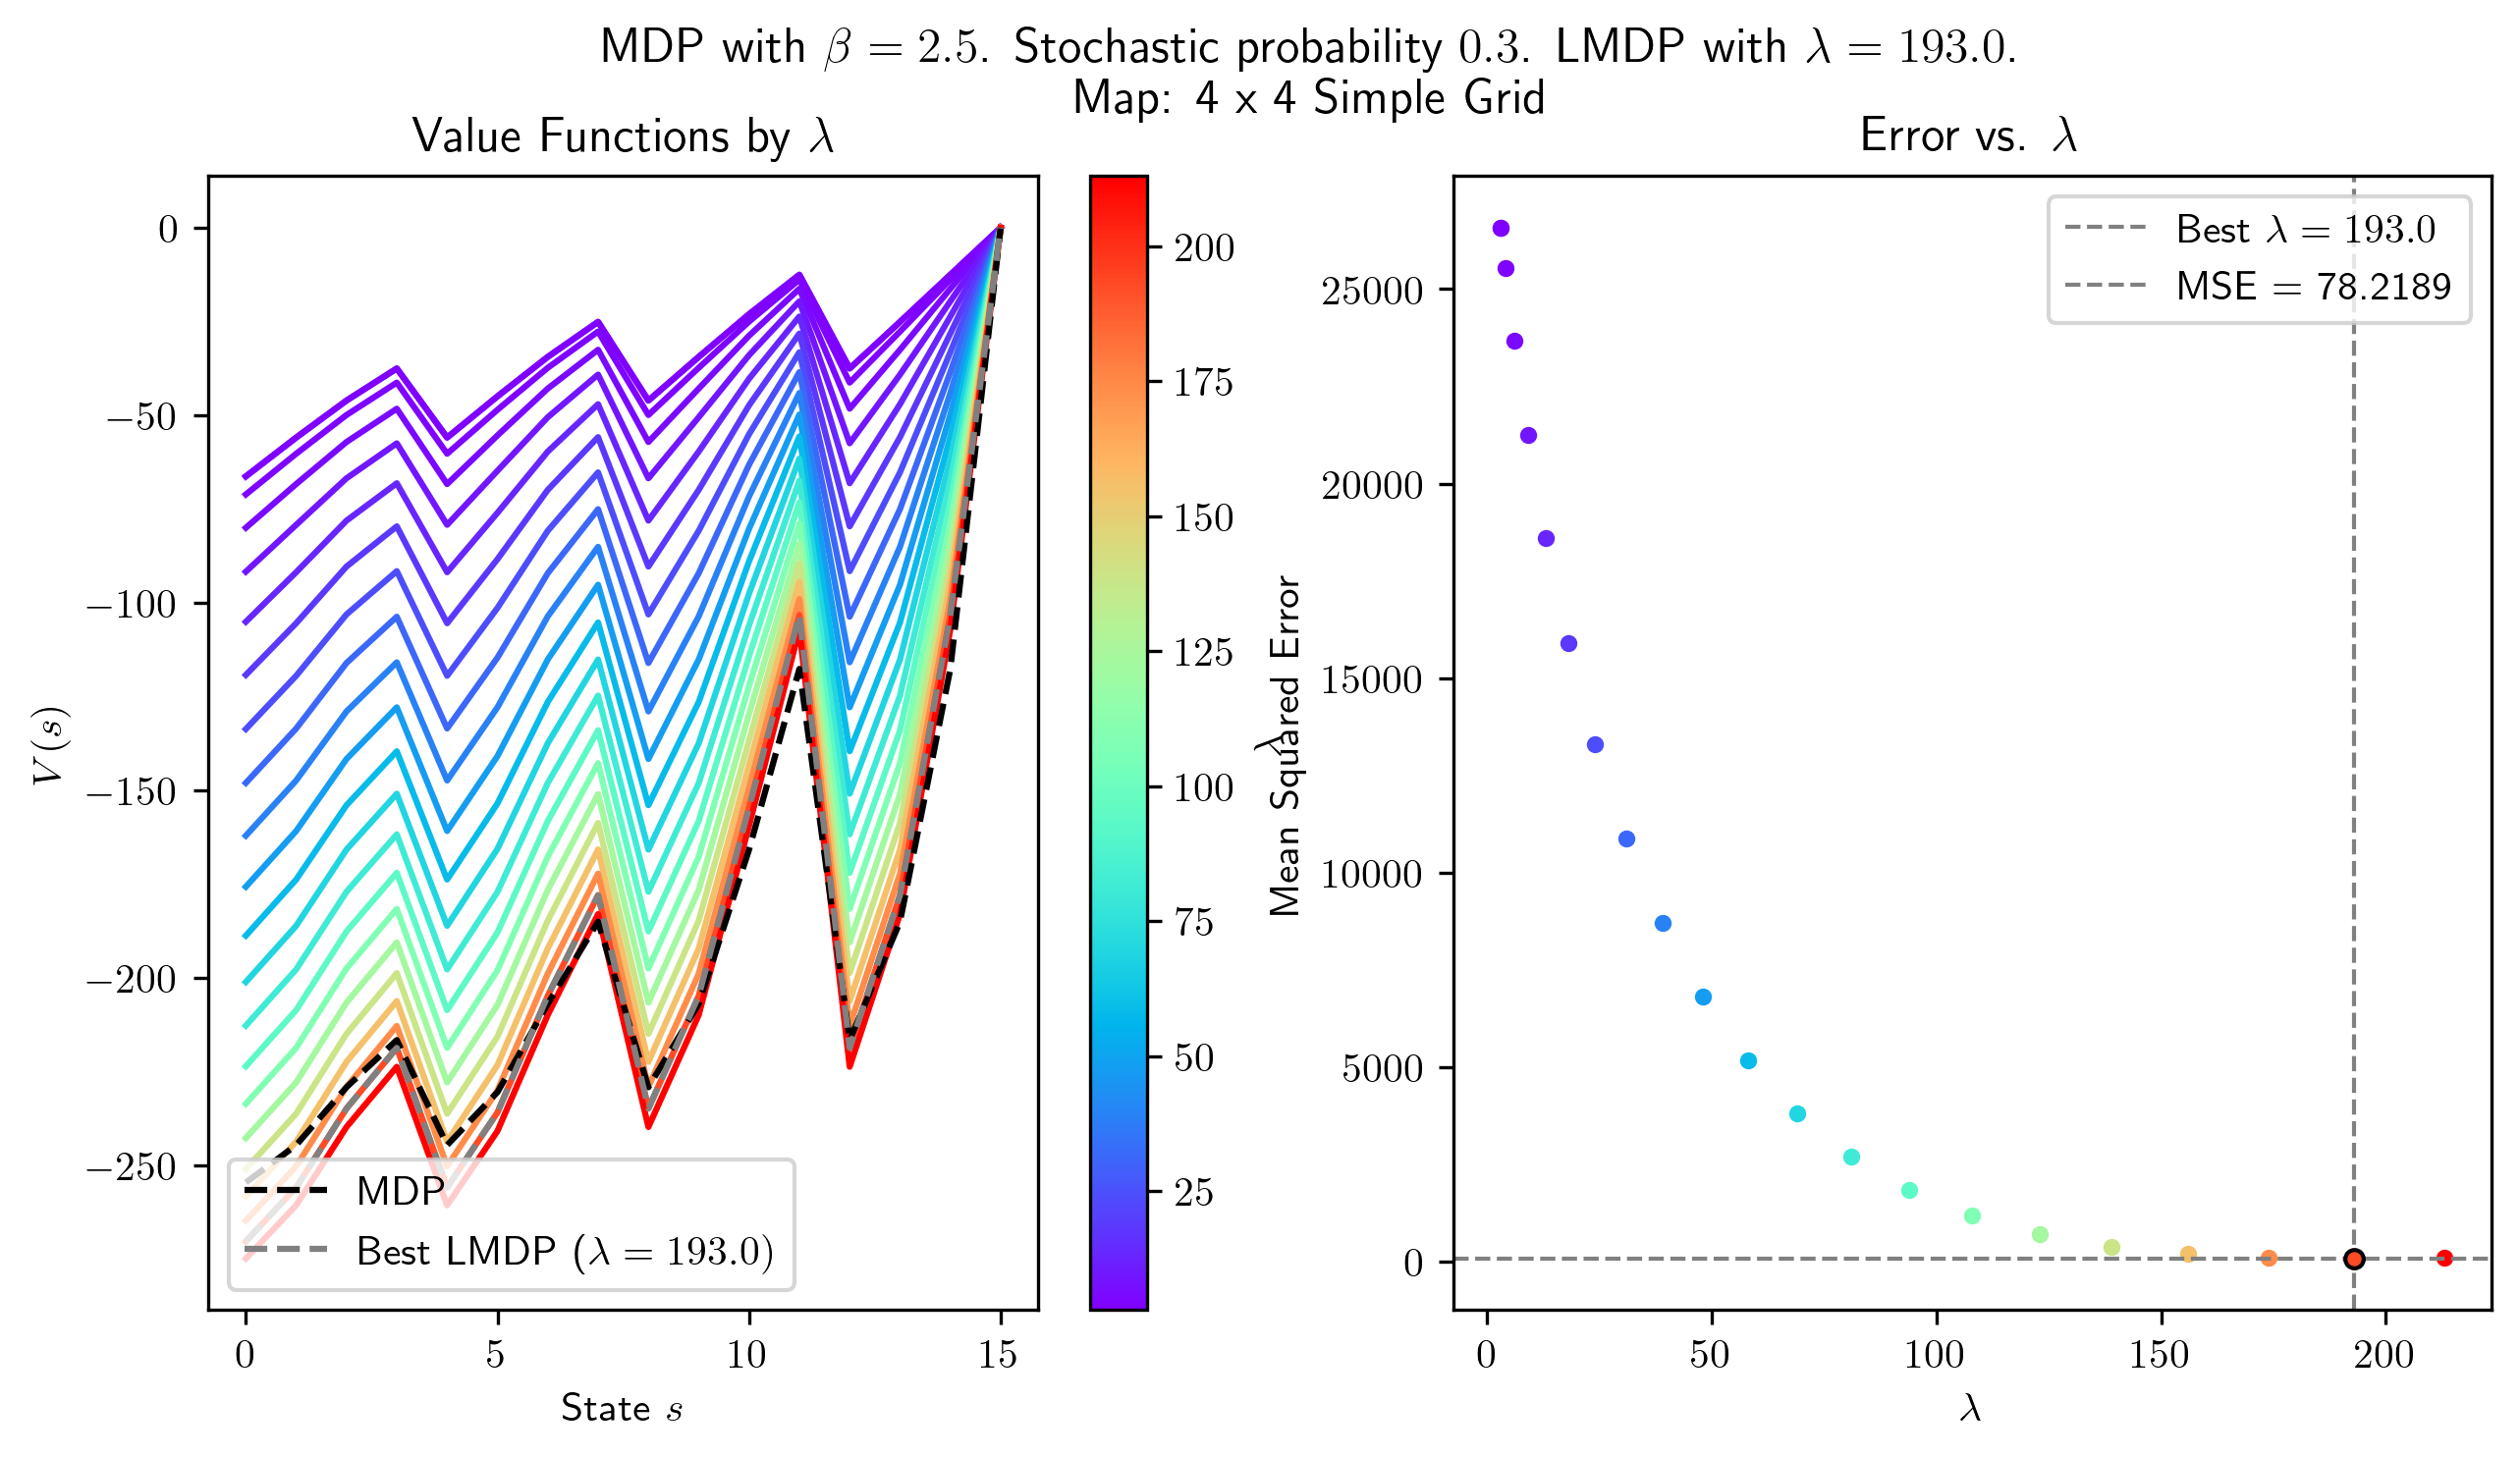 MDP with β = 2.5. Stochastic probability 0.3. LMDP with λ = 193.0.
Map: 4 x 4 Simple Grid
Value Functions by λ
0
−50
−100
−150
−200
−250
V(s)
0
5
10
15
State s
MDP
Best LMDP (λ = 193.0)
200
175
150
125
100
75
50
25
λ
Error vs. λ
25000
20000
15000
10000
5000
0
Mean Squared Error
0
50
100
150
200
λ
Best λ = 193.0
MSE = 78.2189